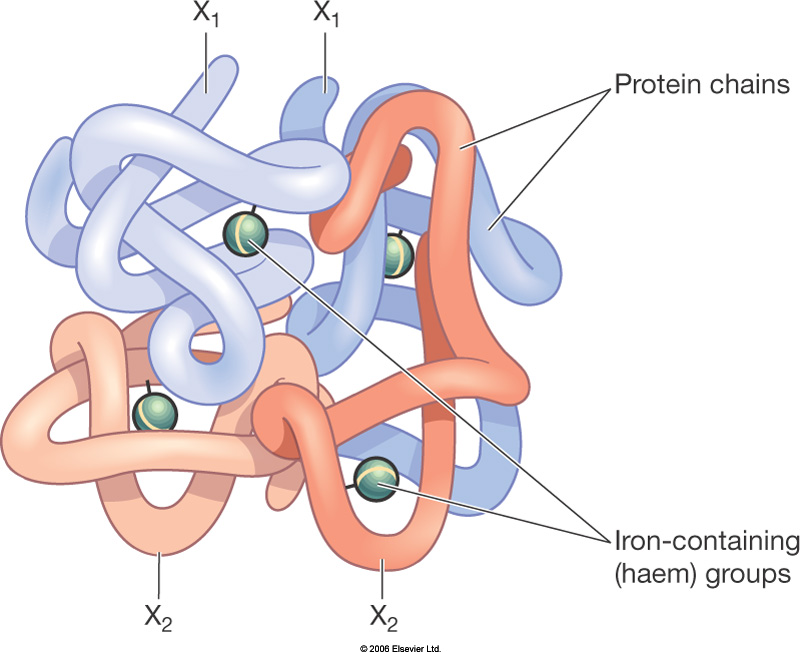 X₁ X₁
Protein chains
Iron-containing
(haem) groups
X₂ X₂
© 2006 Elsevier Ltd.